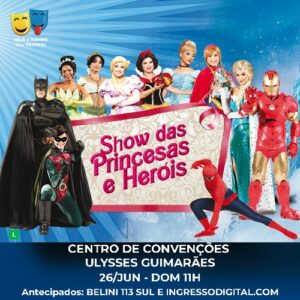 Show das
Princesas
e Heróis
L
CENTRO DE CONVENÇÕES
ULYSSES GUIMARÃES
26/JUN - DOM 11H
Antecipados: BELINI 113 SUL E INGRESSODIGITAL.COM